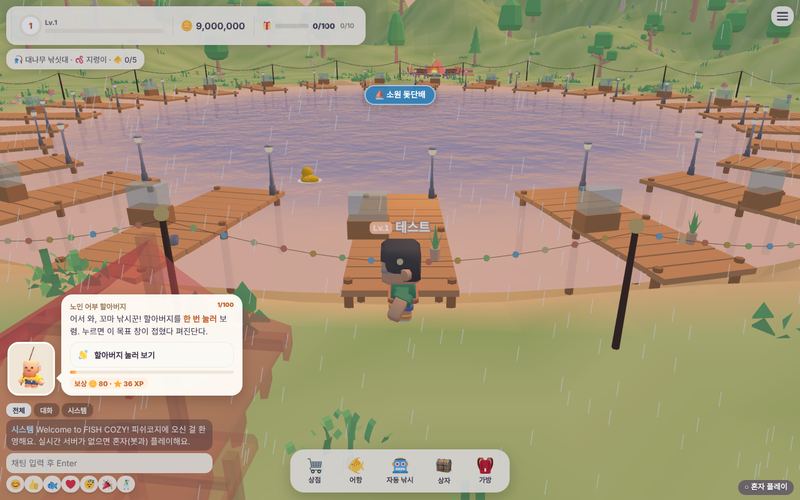 1
Lv.1
9,000,000
0/100
0/10
대나무 낚싯대 · 지렁이 · 0/5
소원 돛단배
Lv.1 테스트
노인 어부 할아버지
1/100
어서 와, 꼬마 낚시꾼! 할아버지를 한 번 눌러 보
렴. 누르면 이 목표 창이 접혔다 펴진단다.
할아버지 눌러 보기
보상 80 · 36 XP
전체
대화
시스템
시스템 Welcome to FISH COZY! 피쉬코지에 오신 걸 환
영해요. 실시간 서버가 없으면 혼자(봇과) 플레이해요.
채팅 입력 후 Enter
상점
어항
자동 낚시
상자
가방
혼자 플레이